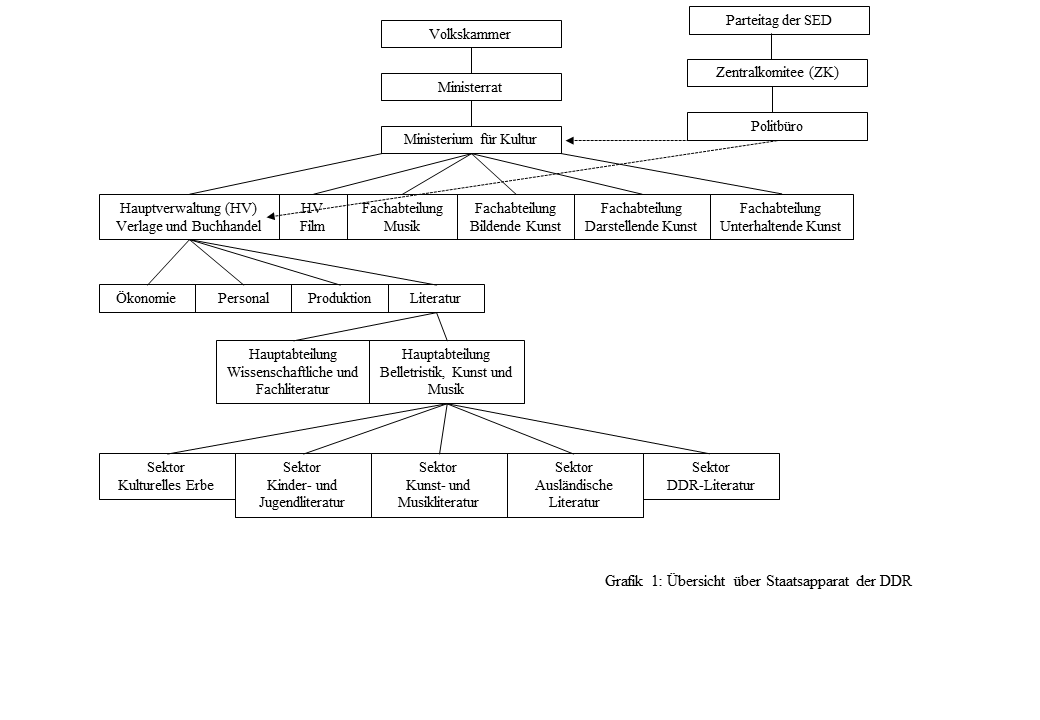 Parteitag der SED
Volkskammer
Zentralkomitee (ZK)
Ministerrat
Politbüro
Ministerium für Kultur
Hauptverwaltung (HV)
Verlage und Buchhandel
HV
Film
Fachabteilung
Musik
Fachabteilung
Bildende Kunst
Fachabteilung
Darstellende Kunst
Fachabteilung
Unterhaltende Kunst
Ökonomie
Personal
Produktion
Literatur
Hauptabteilung
Wissenschaftliche und
Fachliteratur
Hauptabteilung
Belletristik, Kunst und
Musik
Sektor
Kulturelles Erbe
Sektor
Kinder- und
Jugendliteratur
Sektor
Kunst- und
Musikliteratur
Sektor
Ausländische
Literatur
Sektor
DDR-Literatur
Grafik 1: Übersicht über Staatsapparat der DDR